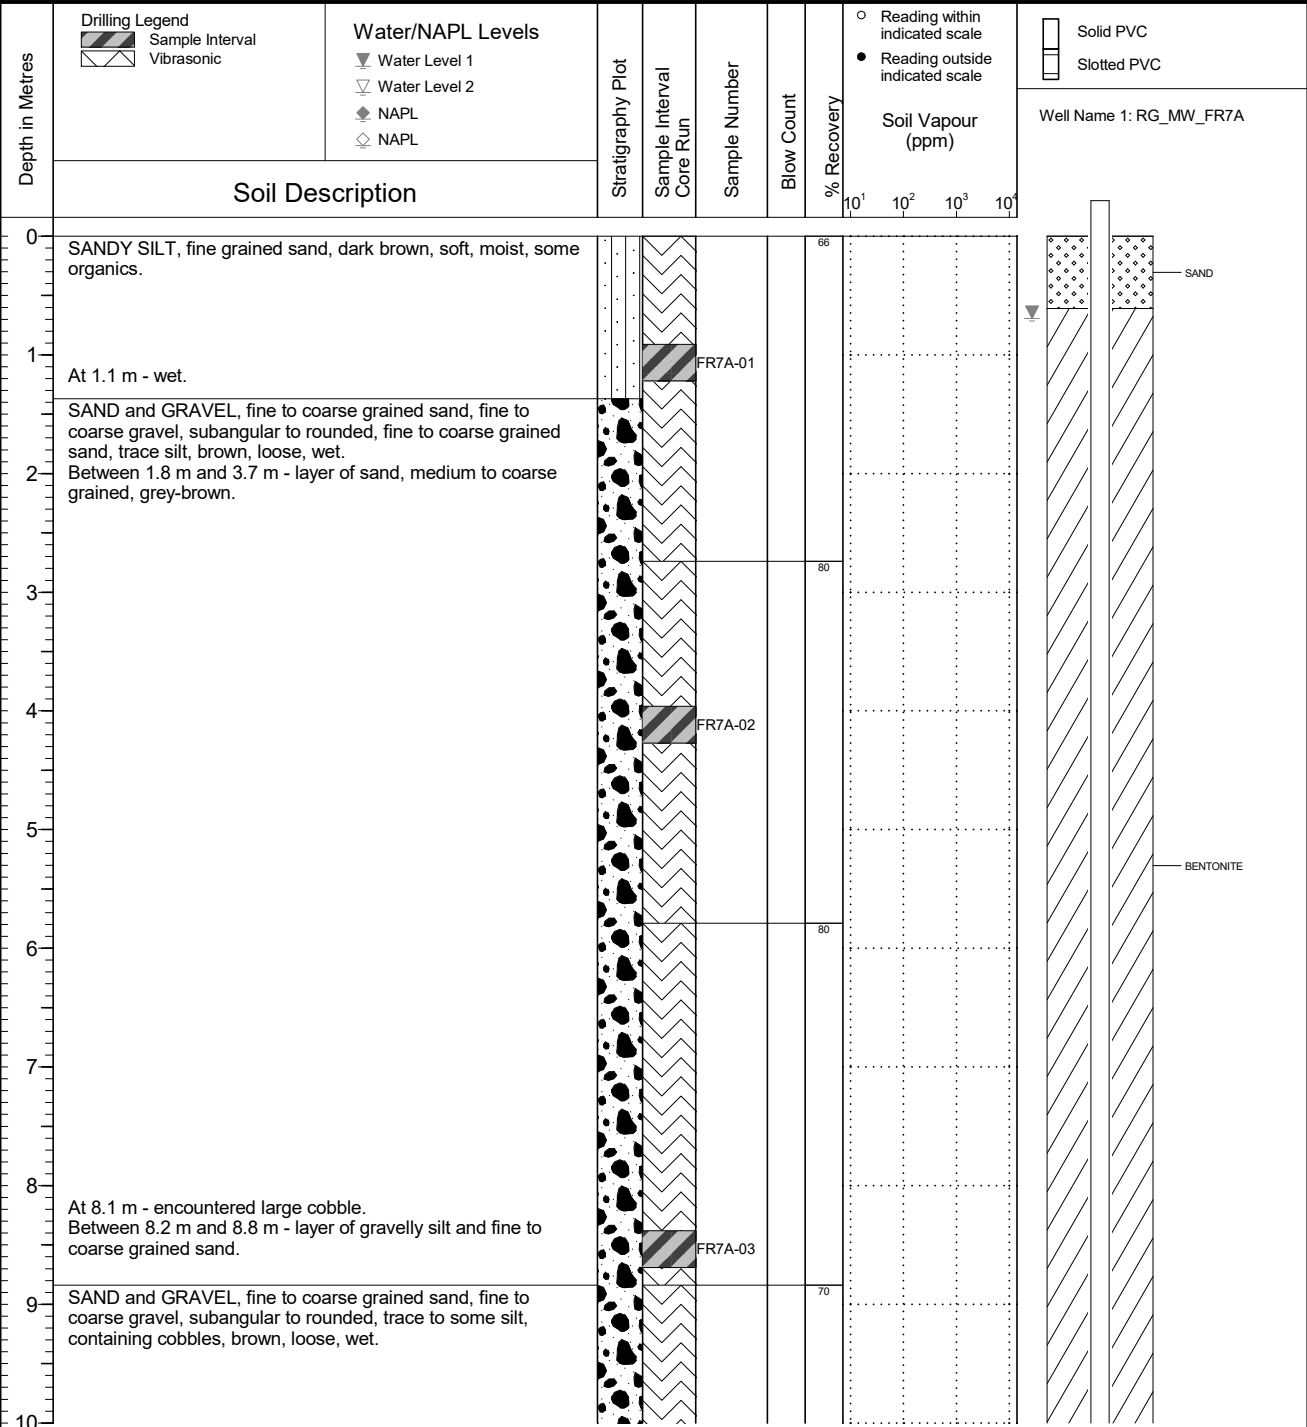 Drilling Legend
Sample Interval
Vibrasonic
Water/NAPL Levels
Water Level 1
Water Level 2
NAPL
NAPL
Depth in Metres
Soil Description
Stratigraphy Plot
Sample Interval
Core Run
Sample Number
Blow Count
% Recovery
Reading within
indicated scale
Reading outside
indicated scale
Soil Vapour
(ppm)
10¹ 10² 10³ 10⁴
Solid PVC
Slotted PVC
Well Name 1: RG_MW_FR7A
0
SANDY SILT, fine grained sand, dark brown, soft, moist, some
organics.
66
SAND
1
FR7A-01
At 1.1 m - wet.
SAND and GRAVEL, fine to coarse grained sand, fine to
coarse gravel, subangular to rounded, fine to coarse grained
sand, trace silt, brown, loose, wet.
2
Between 1.8 m and 3.7 m - layer of sand, medium to coarse
grained, grey-brown.
80
3
4
FR7A-02
5
BENTONITE
80
6
7
8
At 8.1 m - encountered large cobble.
Between 8.2 m and 8.8 m - layer of gravelly silt and fine to
coarse grained sand.
FR7A-03
70
9
SAND and GRAVEL, fine to coarse grained sand, fine to
coarse gravel, subangular to rounded, trace to some silt,
containing cobbles, brown, loose, wet.
10